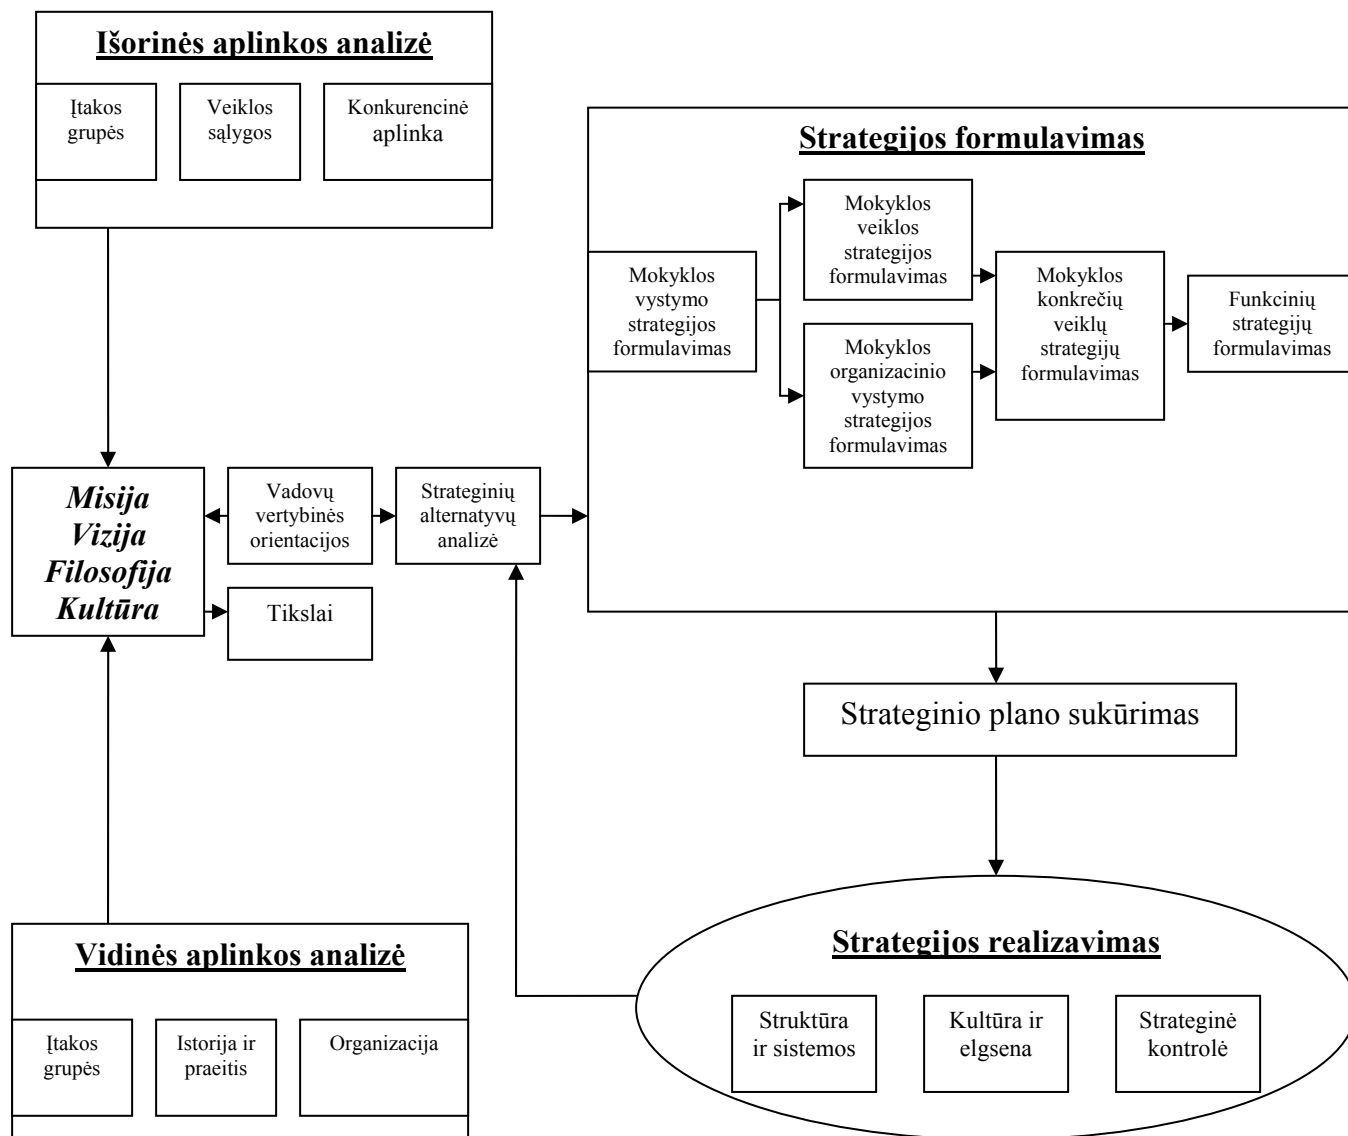 Išorinės aplinkos analizė
Įtakos
grupės
Veiklos
sąlygos
Konkurencinė
aplinka
Strategijos formulavimas
Mokyklos
vystymo
strategijos
formulavimas
Mokyklos
veiklos
strategijos
formulavimas
Mokyklos
organizacinio
vystymo
strategijos
formulavimas
Mokyklos
konkrečių
veiklų
strategijų
formulavimas
Funkcinių
strategijų
formulavimas
Misija
Vizija
Filosofija
Kultūra
Vadovų
vertybinės
orientacijos
Strateginių
alternatyvų
analizė
Tikslai
Strateginio plano sukūrimas
Vidinės aplinkos analizė
Įtakos
grupės
Istorija ir
praeitis
Organizacija
Strategijos realizavimas
Struktūra
ir sistemos
Kultūra ir
elgsena
Strateginė
kontrolė